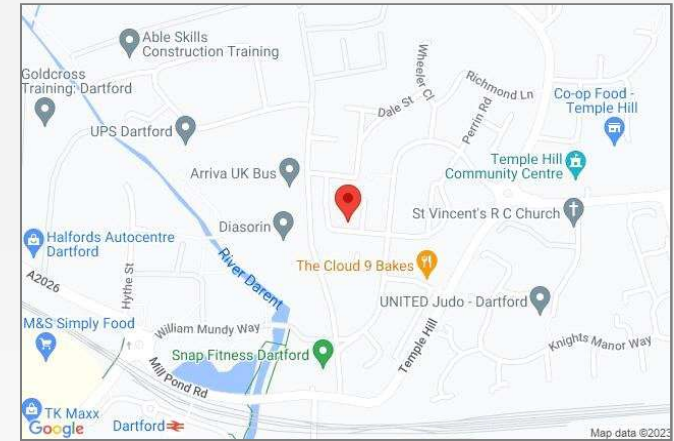 Able Skills
Construction Training
Goldcross
Training, Dartford
Wheeler Cl
Richmond Ln
Dale St
Perrin Rd
Co-op Food -
Temple Hill
UPS Dartford
Temple Hill
Community Centre
Arriva UK Bus
St Vincent's R C Church
Diasorin
Halfords Autocentre
Dartford
River Darent
The Cloud 9 Bakes
A2026
Hythe St
UNITED Judo - Dartford
M&S Simply Food
William Mundy Way
Knights Manor Way
Snap Fitness Dartford
Temple Hill
Mill Pond Rd
TK Maxx
Google
Dartford
Map data ©2023